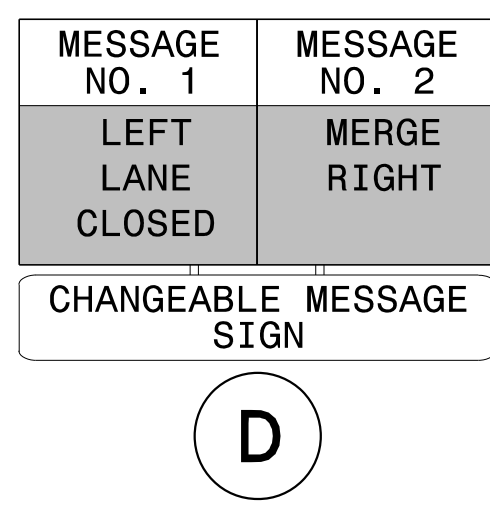 MESSAGE NO. 1
LEFT
LANE
CLOSED
MESSAGE NO. 2
MERGE
RIGHT
CHANGEABLE MESSAGE
SIGN
D